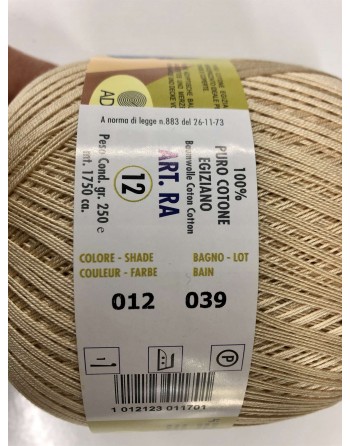 AD
A norma di legge n.883 del 26-11-73
100%
PURO COTONE
EGIZIANO
Baumwolle Coton Cotton
ART. RA
12
Peso Cond. gr. 250 e
mt. 1750 ca.
COLORE - SHADE
COULEUR - FARBE
BAGNO - LOT
BAIN
012
039
P
1 012123 011701